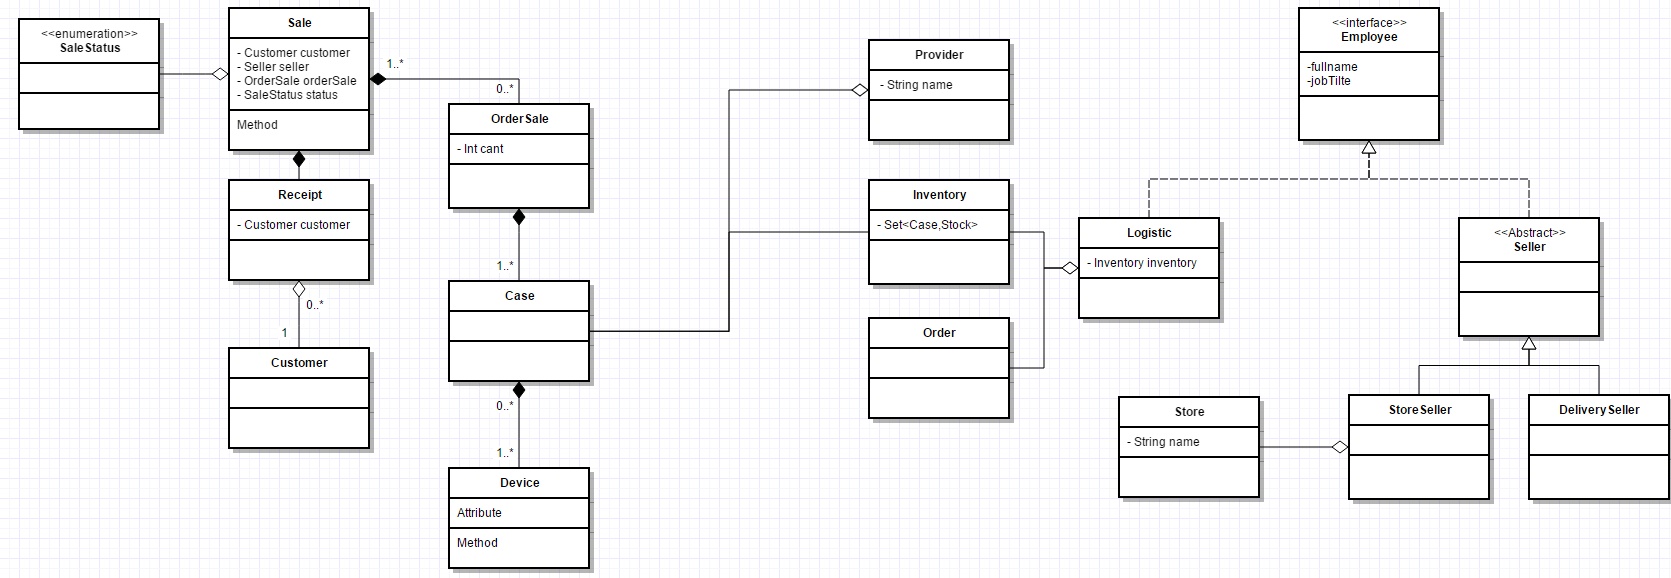 <<enumeration>>
SaleStatus
Sale
- Customer customer
- Seller seller
- OrderSale orderSale
- SaleStatus status
Method
1..*
0..*
OrderSale
- Int cant
Receipt
- Customer customer
0..*
1
Customer
1..*
Case
0..*
1..*
Device
Attribute
Method
Provider
- String name
Inventory
- Set<Case,Stock>
Order
<<interface>>
Employee
-fullname
-jobTilte
Logistic
- Inventory inventory
<<Abstract>>
Seller
Store
- String name
StoreSeller
DeliverySeller